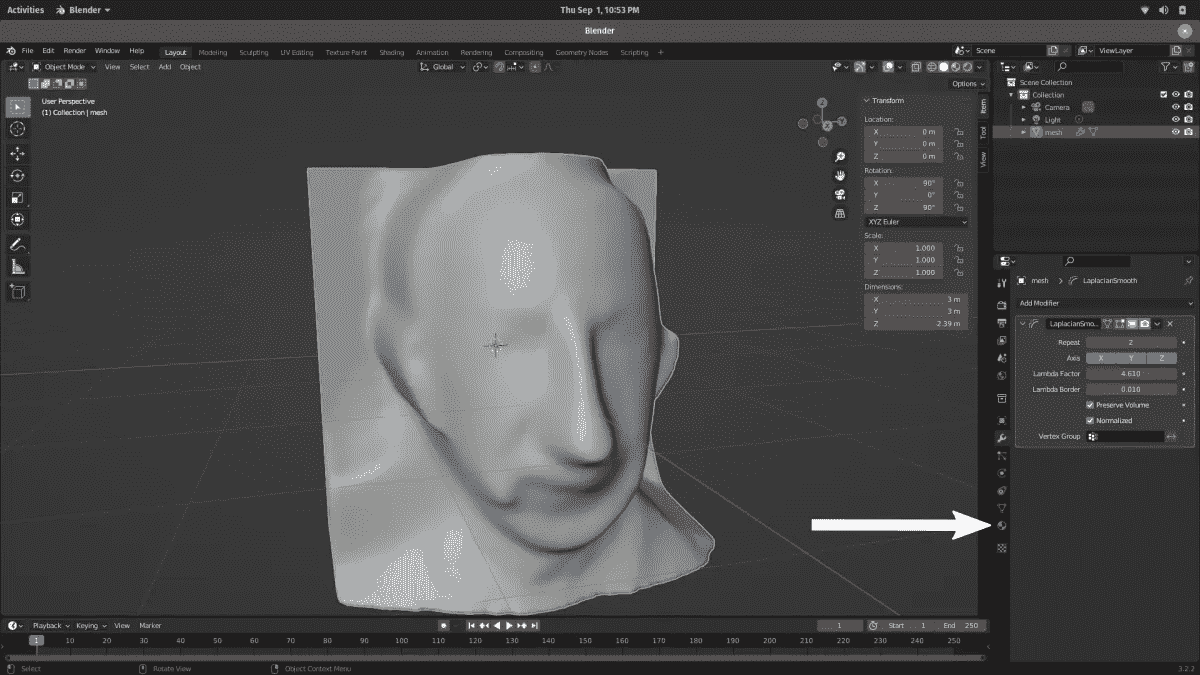 Activities Blender Thu Sep 1, 10:53 PM
Blender
File Edit Render Window Help Layout Modeling Sculpting UV Editing Texture Paint Shading Animation Rendering Compositing Geometry Nodes Scripting + Scene ViewLayer
Object Mode View Select Add Object Global
Options
User Perspective
(1) Collection | mesh
Z
Y
X
Transform
Location:
X 0 m
Y 0 m
Z 0 m
Rotation:
X 90°
Y 0°
Z 90°
XYZ Euler
Scale:
X 1.000
Y 1.000
Z 1.000
Dimensions:
X 3 m
Y 3 m
Z 2.39 m
Item
Tool
View
Scene Collection
Collection
Camera
Light
mesh
mesh > LaplacianSmooth
Add Modifier
LaplacianSmo..
Repeat 2
Axis X Y Z
Lambda Factor 4.610
Lambda Border 0.010
Preserve Volume
Normalized
Vertex Group
Playback Keying View Marker 1 Start 1 End 250
1 10 20 30 40 50 60 70 80 90 100 110 120 130 140 150 160 170 180 190 200 210 220 230 240 250
Select Rotate View Object Context Menu 3.2.2